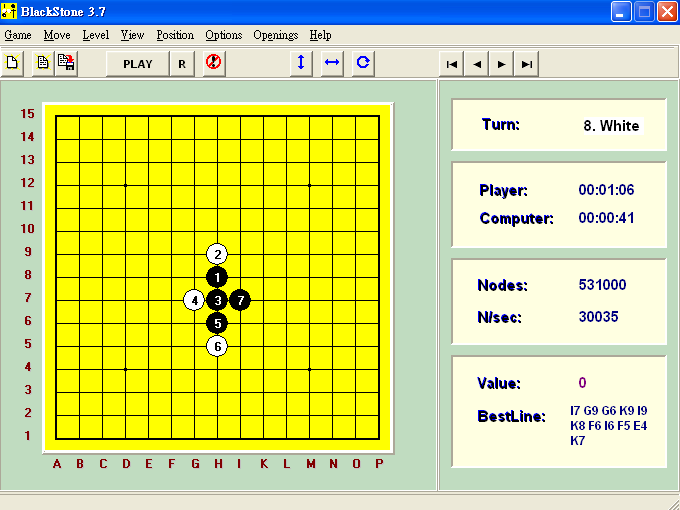 BlackStone 3.7
Game Move Level View Position Options Openings Help
PLAY R
15
14
13
12
11
10
9
8
7
6
5
4
3
2
1
2
1
4 3 7
5
6
A B C D E F G H I K L M N O P
Turn: 8. White
Player: 00:01:06
Computer: 00:00:41
Nodes: 531000
N/sec: 30035
Value: 0
BestLine: I7 G9 G6 K9 I9
K8 F6 I6 F5 E4
K7